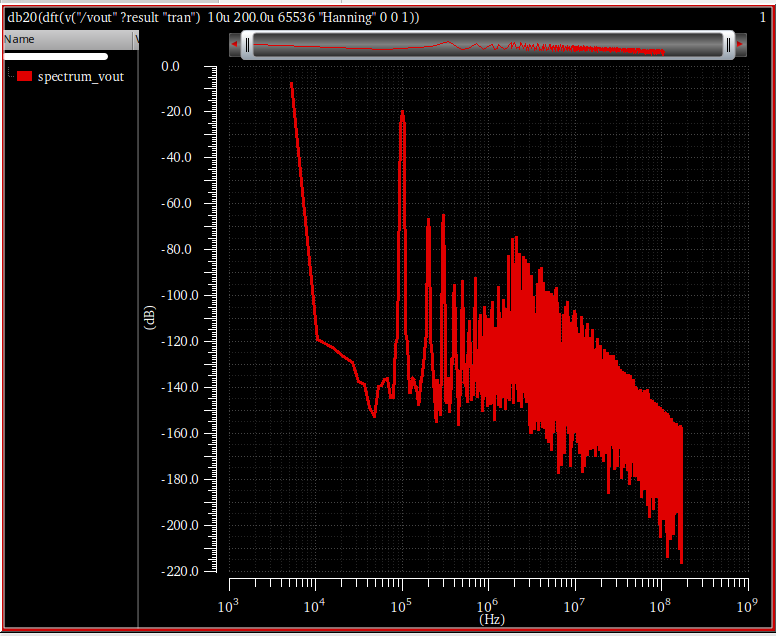 db20(dft(v("/vout" ?result "tran") 10u 200.0u 65536 "Hanning" 0 0 1)) 1
Name V
spectrum_vout
0.0
-20.0
-40.0
-60.0
-80.0
-100.0
-120.0
-140.0
-160.0
-180.0
-200.0
-220.0
(dB)
10³ 10⁴ 10⁵ 10⁶ 10⁷ 10⁸ 10⁹
(Hz)